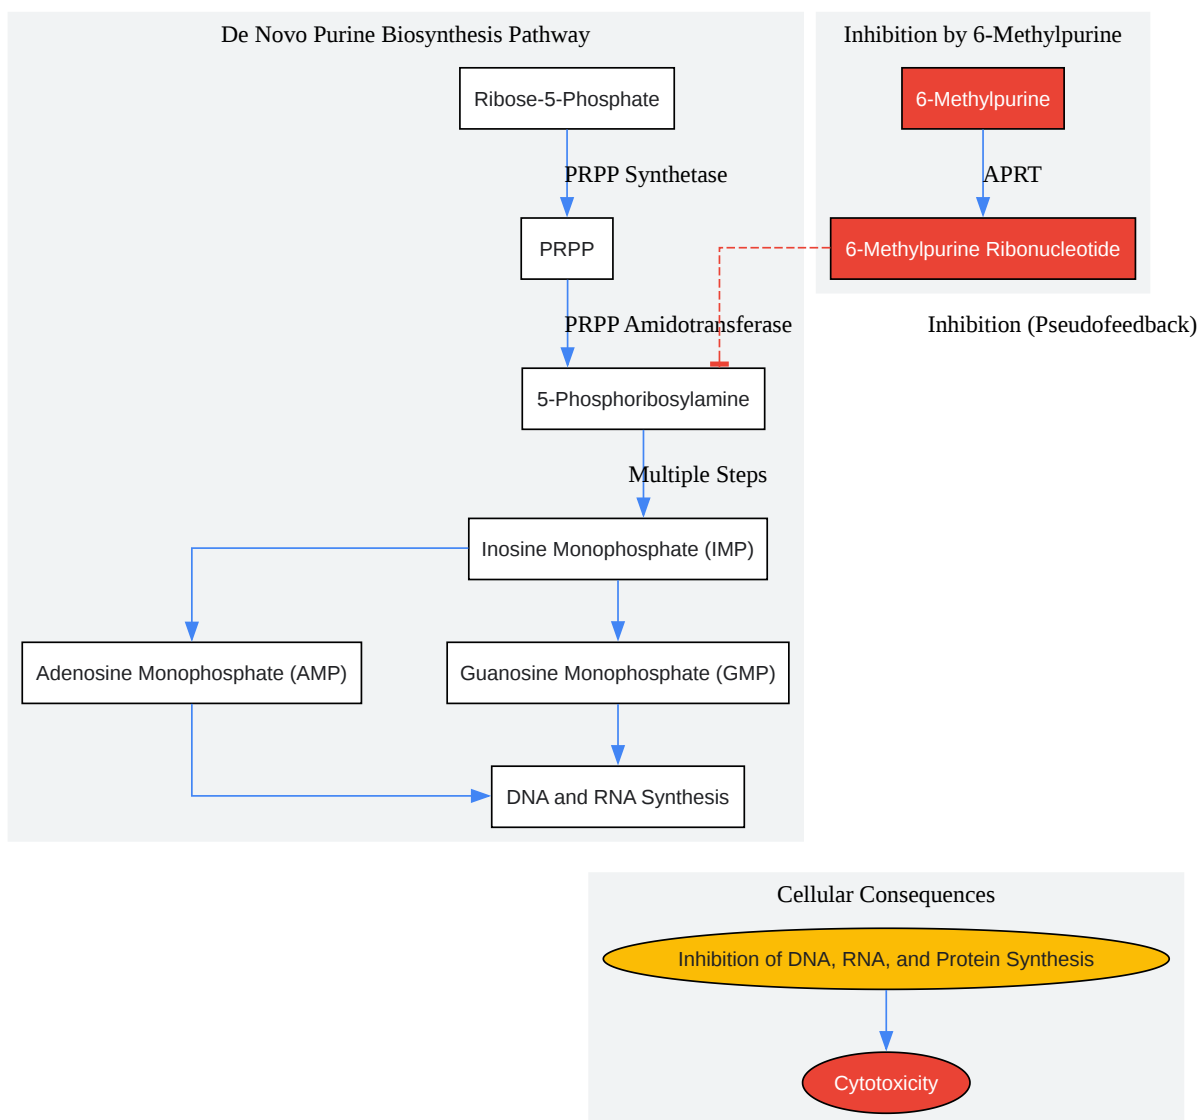 De Novo Purine Biosynthesis Pathway
Ribose-5-Phosphate
PRPP Synthetase
PRPP
PRPP Amidotransferase
5-Phosphoribosylamine
Multiple Steps
Inosine Monophosphate (IMP)
Adenosine Monophosphate (AMP)
Guanosine Monophosphate (GMP)
DNA and RNA Synthesis
Inhibition by 6-Methylpurine
6-Methylpurine
APRT
6-Methylpurine Ribonucleotide
Inhibition (Pseudofeedback)
Cellular Consequences
Inhibition of DNA, RNA, and Protein Synthesis
Cytotoxicity